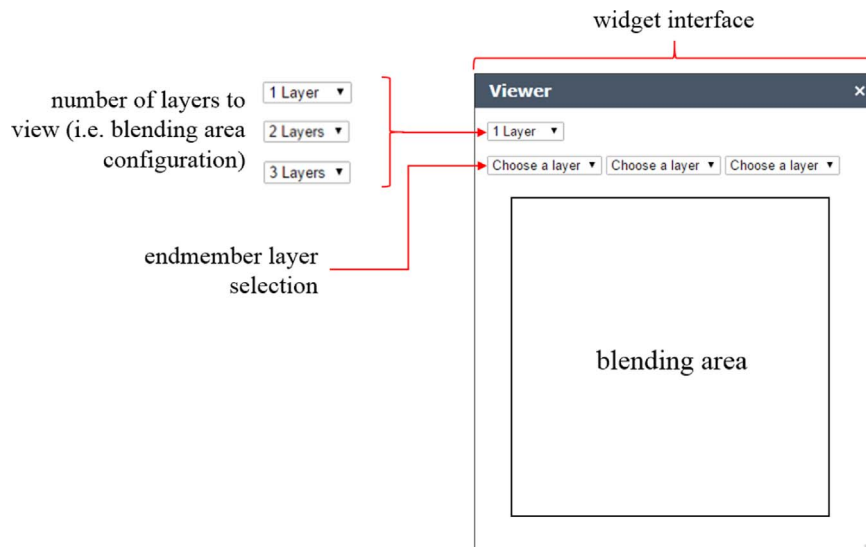 widget interface
number of layers to
view (i.e. blending area
configuration)
1 Layer
2 Layers
3 Layers
endmember layer
selection
Viewer ×
1 Layer
Choose a layer Choose a layer Choose a layer
blending area